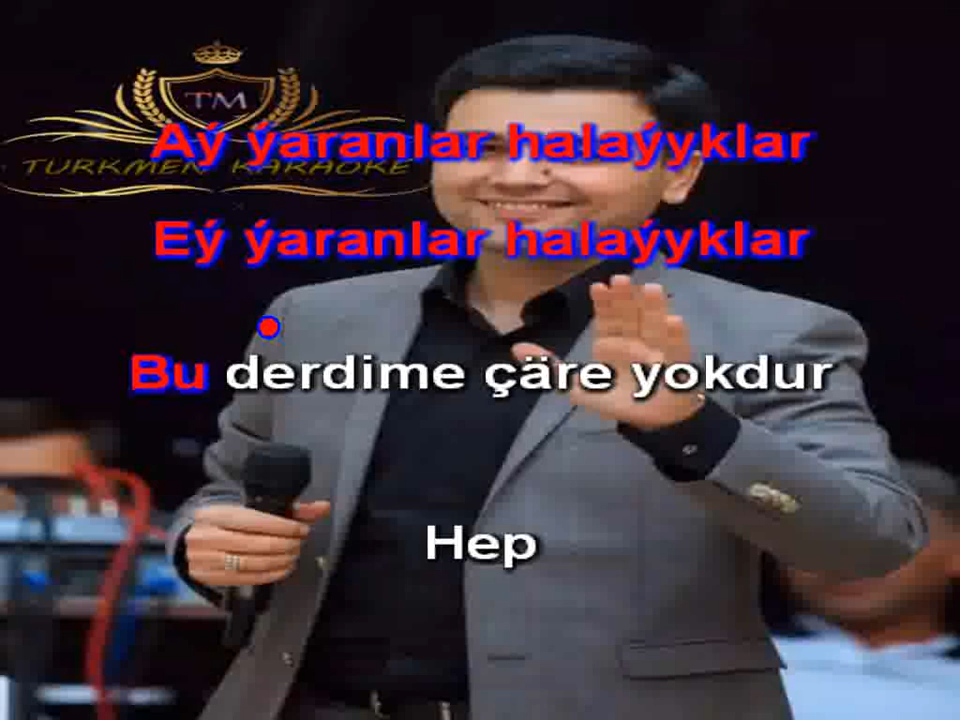 TM
TURKMEN KARAOKE
Aý ýaranlar halaýyklar
Eý ýaranlar halaýyklar
Bu derdime çäre yokdur
Hep